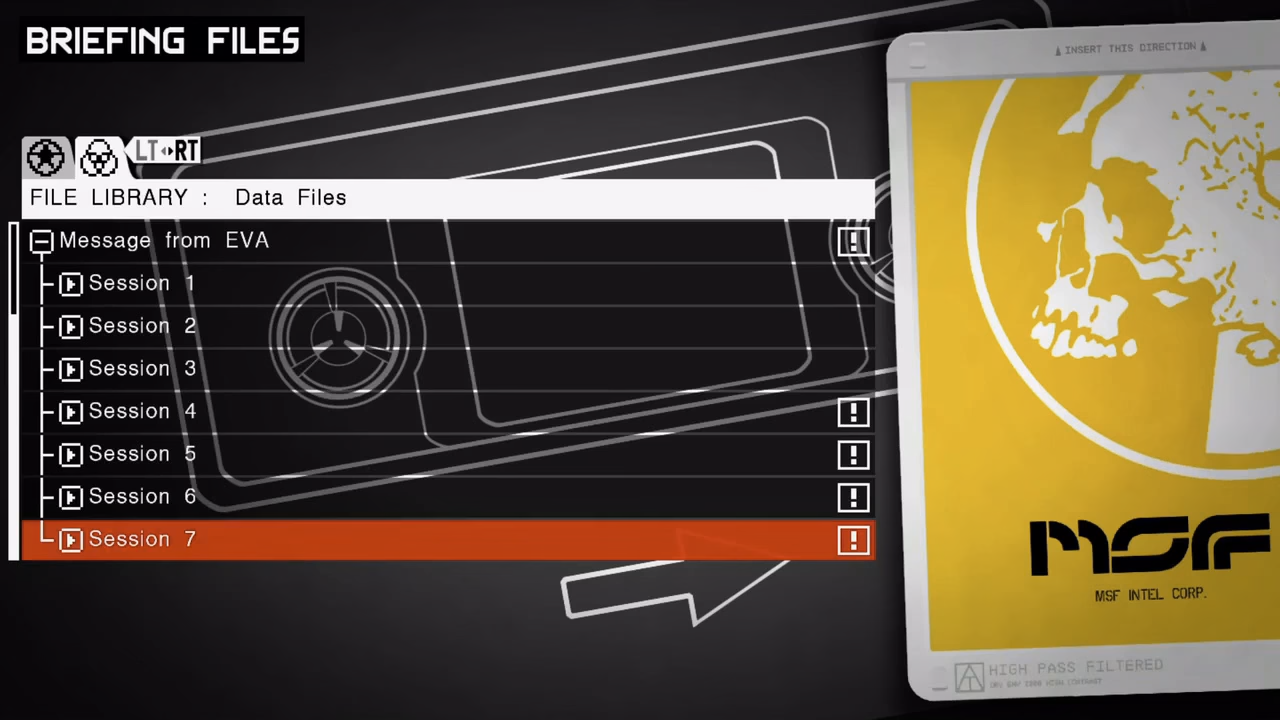 BRIEFING FILES
▲ INSERT THIS DIRECTION ▲
LT RT
FILE LIBRARY : Data Files
Message from EVA
Session 1
Session 2
Session 3
Session 4
Session 5
Session 6
Session 7
MSF
MSF INTEL CORP.
HIGH PASS FILTERED